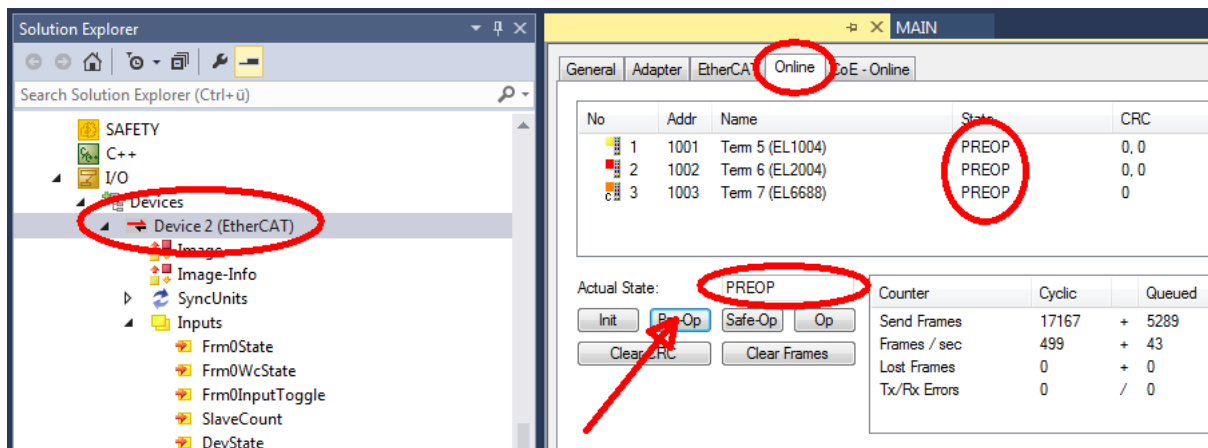 Solution Explorer
Search Solution Explorer (Ctrl+ü)
SAFETY
C++
I/O
Devices
Device 2 (EtherCAT)
Image
Image-Info
SyncUnits
Inputs
Frm0State
Frm0WcState
Frm0InputToggle
SlaveCount
DevState
MAIN
General Adapter EtherCAT Online CoE - Online
No Addr Name State CRC
1 1001 Term 5 (EL1004) PREOP 0, 0
2 1002 Term 6 (EL2004) PREOP 0, 0
c 3 1003 Term 7 (EL6688) PREOP 0
Actual State: PREOP
Init Pre-Op Safe-Op Op
Clear CRC Clear Frames
Counter Cyclic Queued
Send Frames 17167 + 5289
Frames / sec 499 + 43
Lost Frames 0 + 0
Tx/Rx Errors 0 / 0